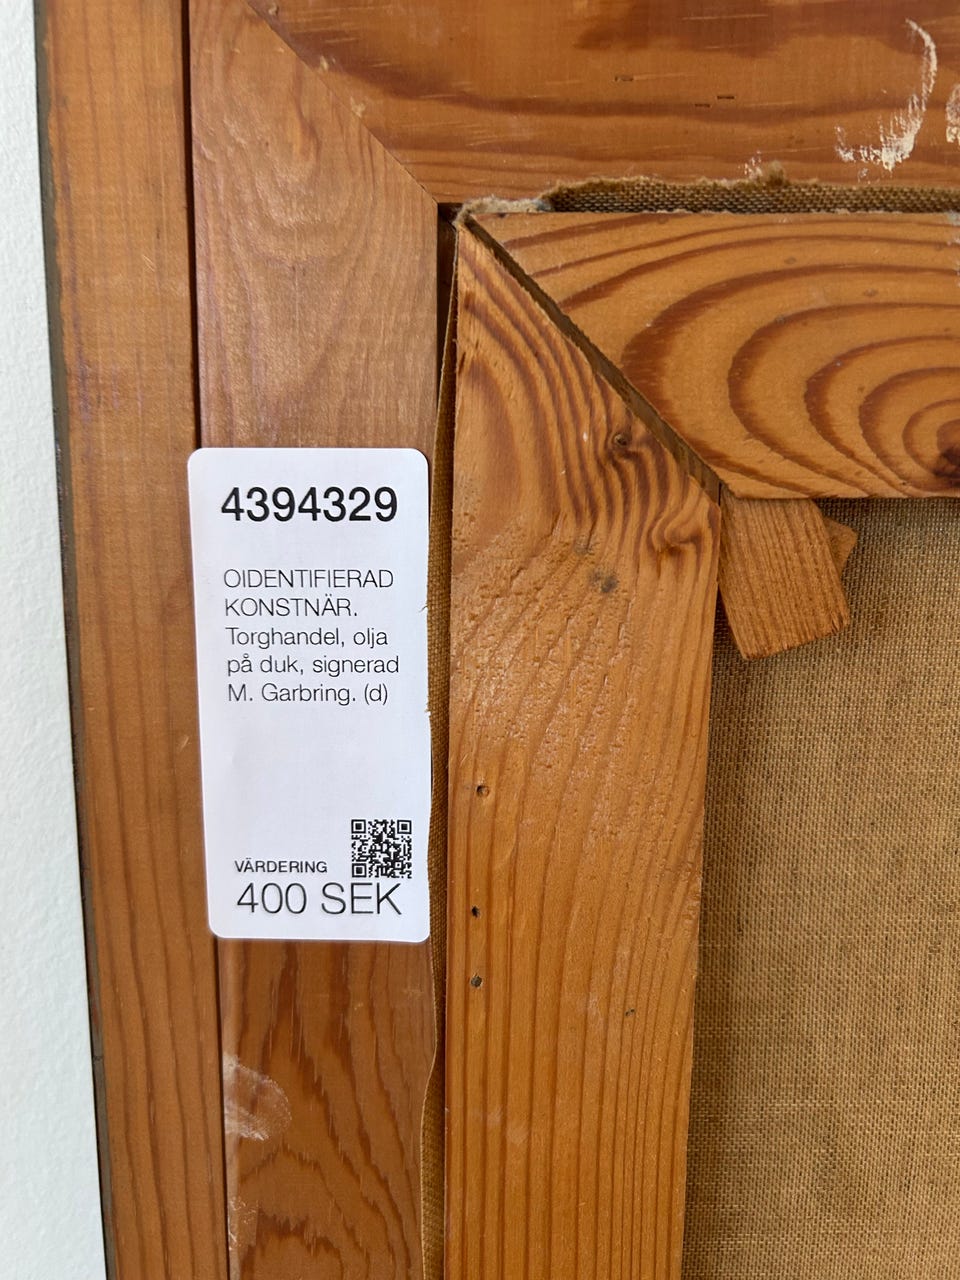 4394329
OIDENTIFIERAD
KONSTNÄR.
Torghandel, olja
på duk, signerad
M. Garbring. (d)
VÄRDERING
400 SEK